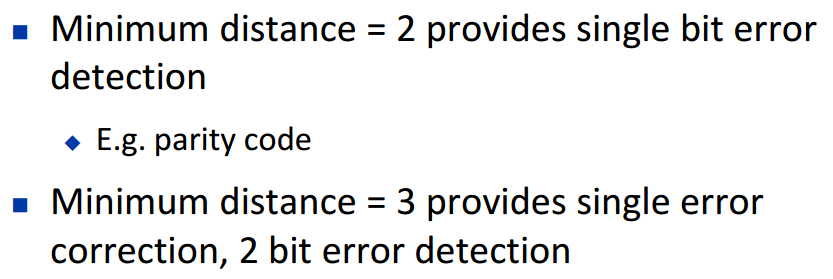 Minimum distance = 2 provides single bit error
detection
E.g. parity code
Minimum distance = 3 provides single error
correction, 2 bit error detection